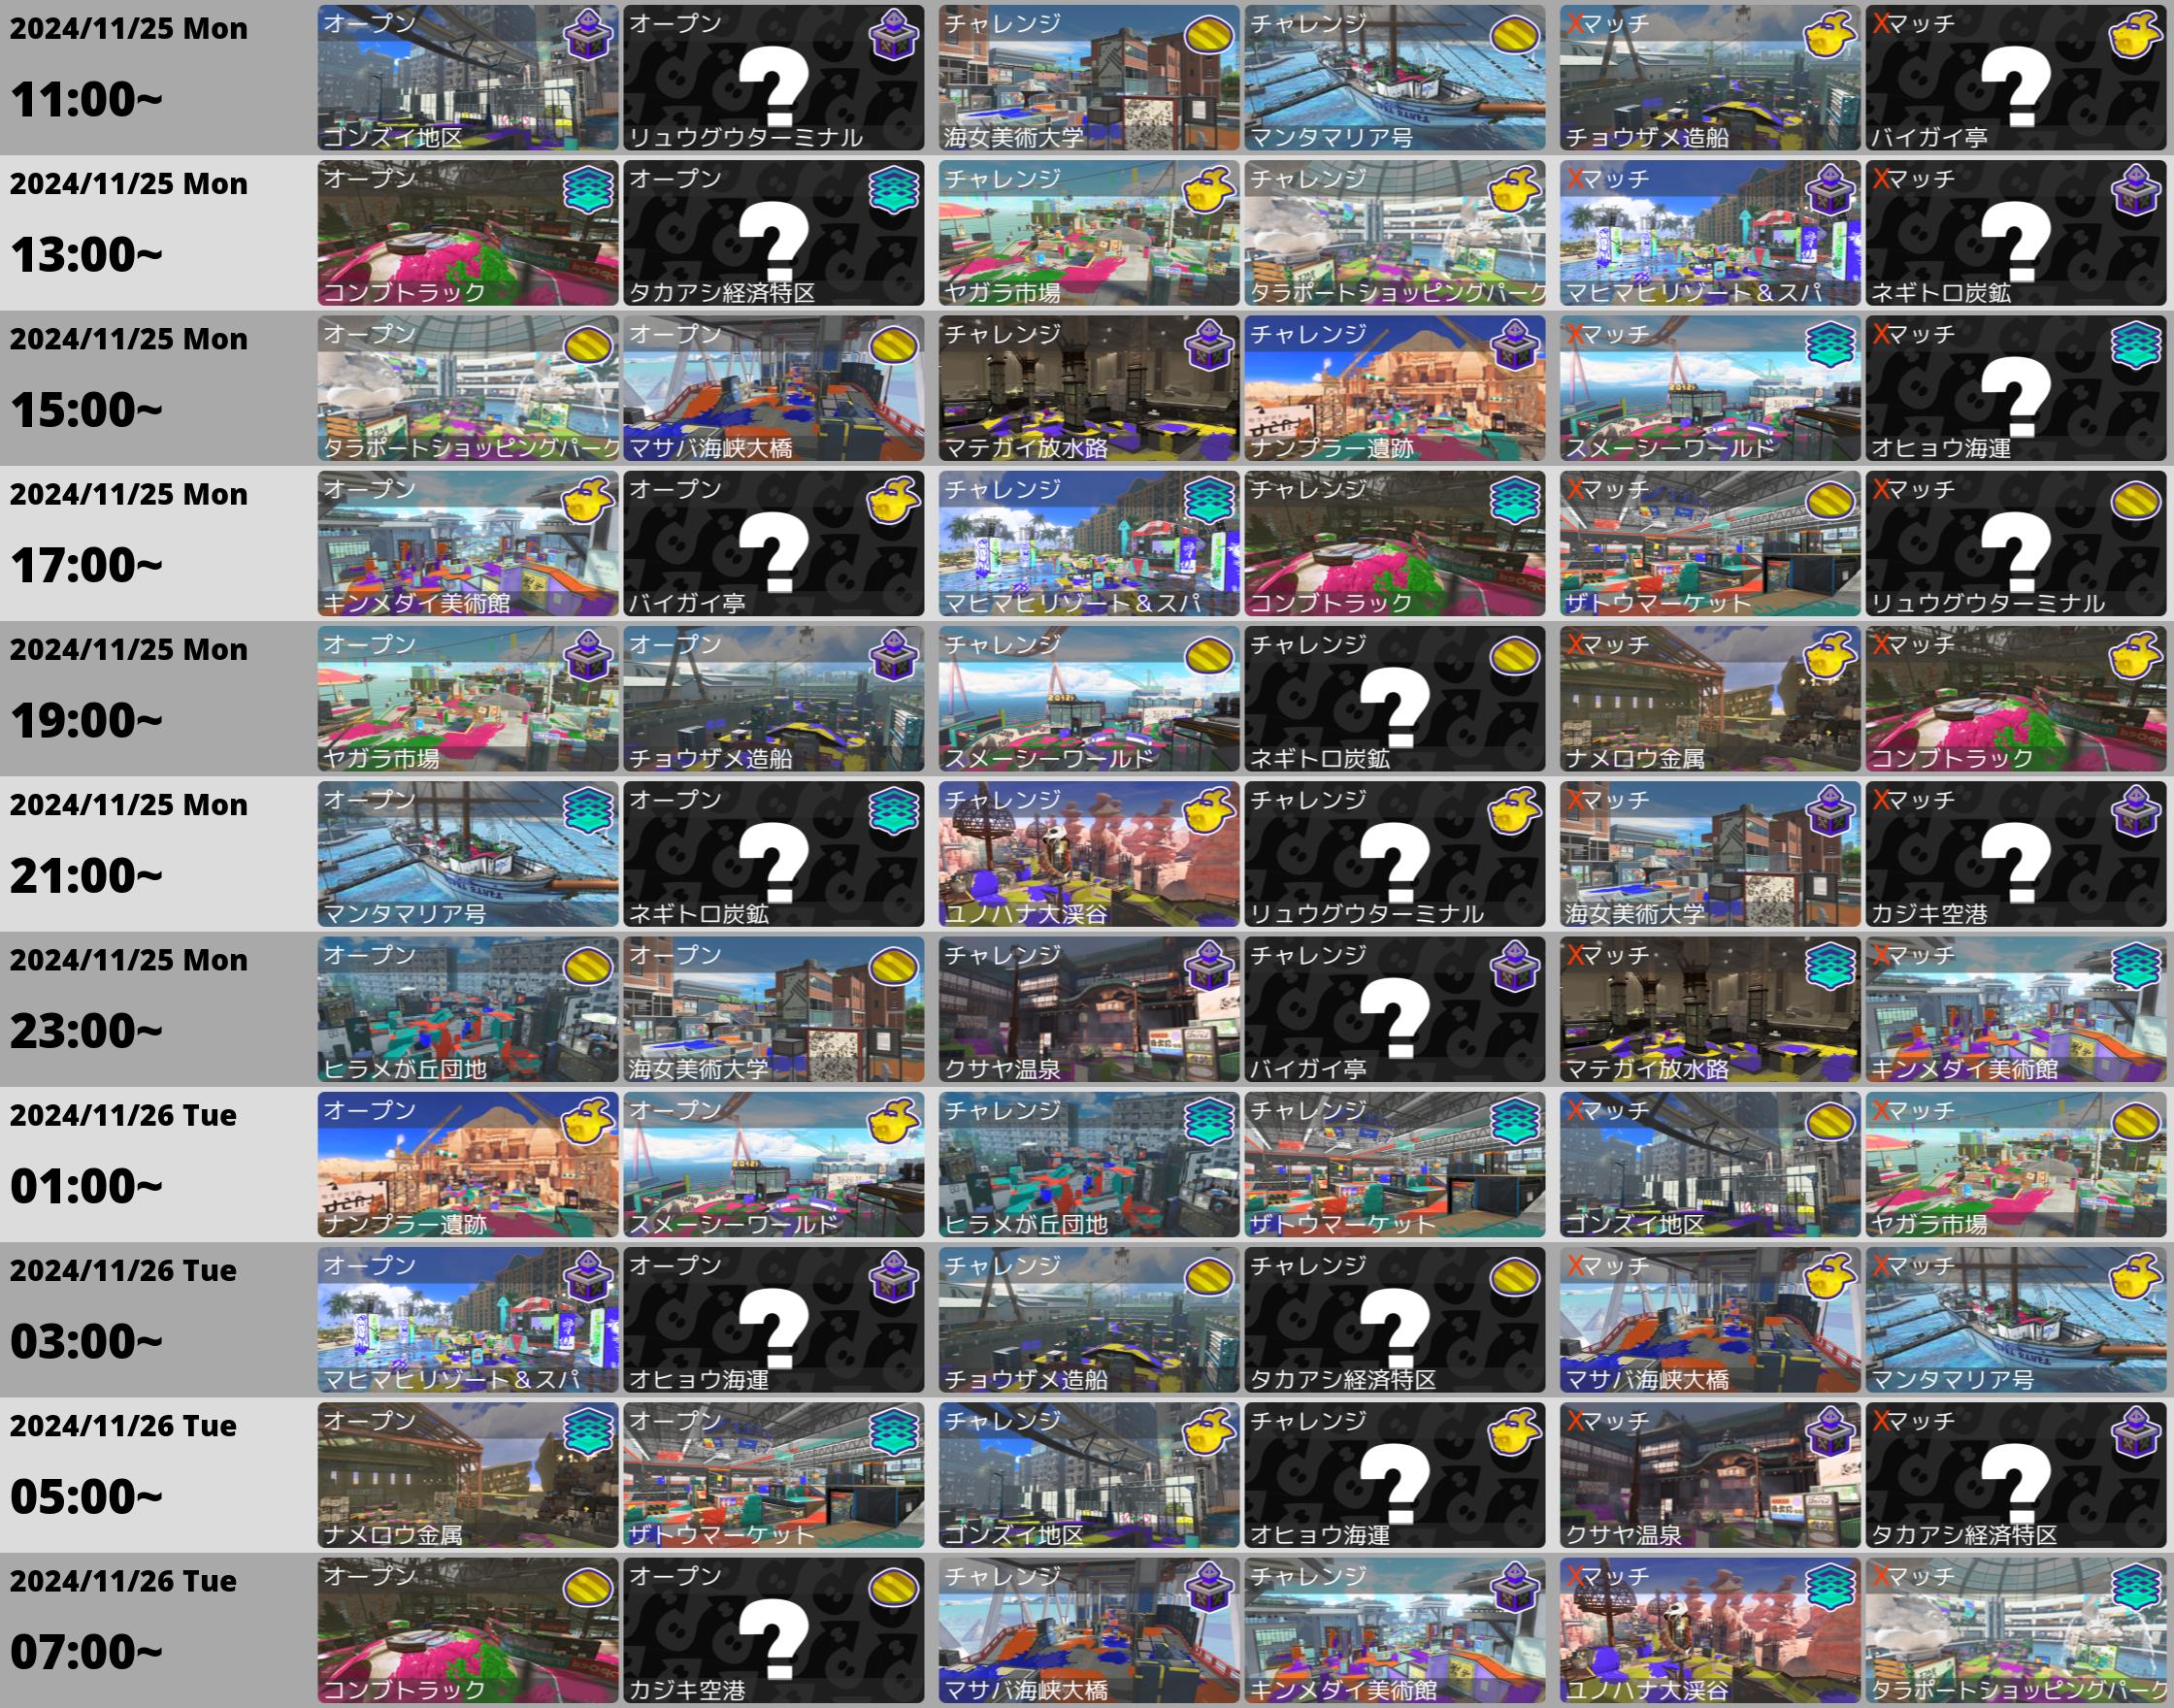 2024/11/25 Mon
11:00~
オープン
ゴンズイ地区
オープン
リュウグウターミナル
チャレンジ
海女美術大学
チャレンジ
マンタマリア号
Xマッチ
チョウザメ造船
Xマッチ
バイガイ亭
2024/11/25 Mon
13:00~
オープン
コンブトラック
オープン
タカアシ経済特区
チャレンジ
ヤガラ市場
チャレンジ
タラポートショッピングパーク
Xマッチ
マヒマヒリゾート＆スパ
Xマッチ
ネギトロ炭鉱
2024/11/25 Mon
15:00~
オープン
タラポートショッピングパーク
オープン
マサバ海峡大橋
チャレンジ
マテガイ放水路
チャレンジ
ナンプラー遺跡
Xマッチ
スメーシーワールド
Xマッチ
オヒョウ海運
2024/11/25 Mon
17:00~
オープン
キンメダイ美術館
オープン
バイガイ亭
チャレンジ
マヒマヒリゾート＆スパ
チャレンジ
コンブトラック
Xマッチ
ザトウマーケット
Xマッチ
リュウグウターミナル
2024/11/25 Mon
19:00~
オープン
ヤガラ市場
オープン
チョウザメ造船
チャレンジ
スメーシーワールド
チャレンジ
ネギトロ炭鉱
Xマッチ
ナメロウ金属
Xマッチ
コンブトラック
2024/11/25 Mon
21:00~
オープン
マンタマリア号
オープン
ネギトロ炭鉱
チャレンジ
ユノハナ大渓谷
チャレンジ
リュウグウターミナル
Xマッチ
海女美術大学
Xマッチ
カジキ空港
2024/11/25 Mon
23:00~
オープン
ヒラメが丘団地
オープン
海女美術大学
チャレンジ
クサヤ温泉
チャレンジ
バイガイ亭
Xマッチ
マテガイ放水路
Xマッチ
キンメダイ美術館
2024/11/26 Tue
01:00~
オープン
ナンプラー遺跡
オープン
スメーシーワールド
チャレンジ
ヒラメが丘団地
チャレンジ
ザトウマーケット
Xマッチ
ゴンズイ地区
Xマッチ
ヤガラ市場
2024/11/26 Tue
03:00~
オープン
マヒマヒリゾート＆スパ
オープン
オヒョウ海運
チャレンジ
チョウザメ造船
チャレンジ
タカアシ経済特区
Xマッチ
マサバ海峡大橋
Xマッチ
マンタマリア号
2024/11/26 Tue
05:00~
オープン
ナメロウ金属
オープン
ザトウマーケット
チャレンジ
ゴンズイ地区
チャレンジ
オヒョウ海運
Xマッチ
クサヤ温泉
Xマッチ
タカアシ経済特区
2024/11/26 Tue
07:00~
オープン
コンブトラック
オープン
カジキ空港
チャレンジ
マサバ海峡大橋
チャレンジ
キンメダイ美術館
Xマッチ
ユノハナ大渓谷
Xマッチ
タラポートショッピングパーク